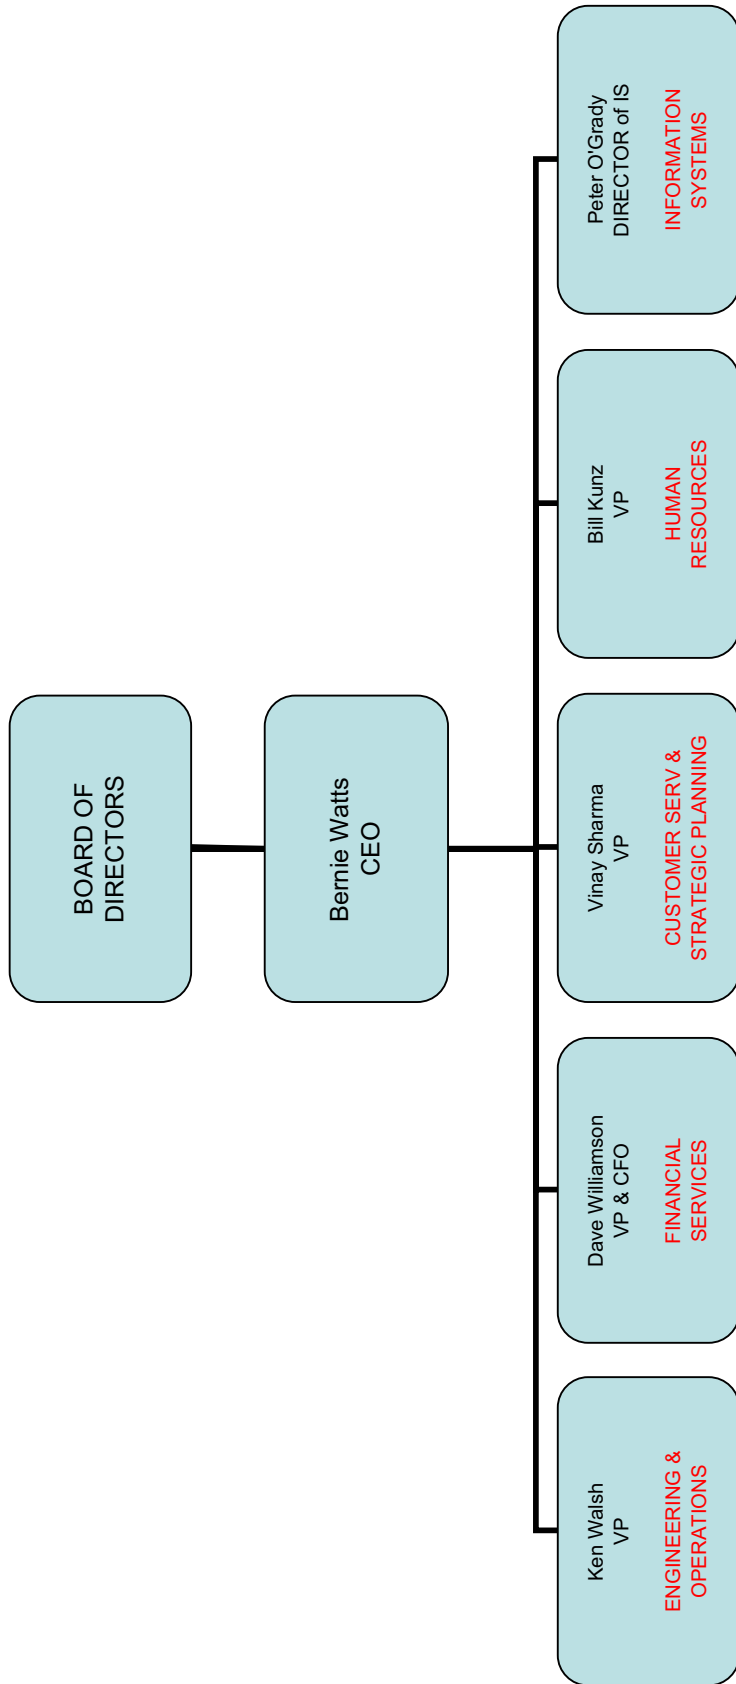 BOARD OF
DIRECTORS
Bernie Watts
CEO
Ken Walsh
VP
ENGINEERING &
OPERATIONS
Dave Williamson
VP & CFO
FINANCIAL
SERVICES
Vinay Sharma
VP
CUSTOMER SERV &
STRATEGIC PLANNING
Bill Kunz
VP
HUMAN
RESOURCES
Peter O'Grady
DIRECTOR of IS
INFORMATION
SYSTEMS